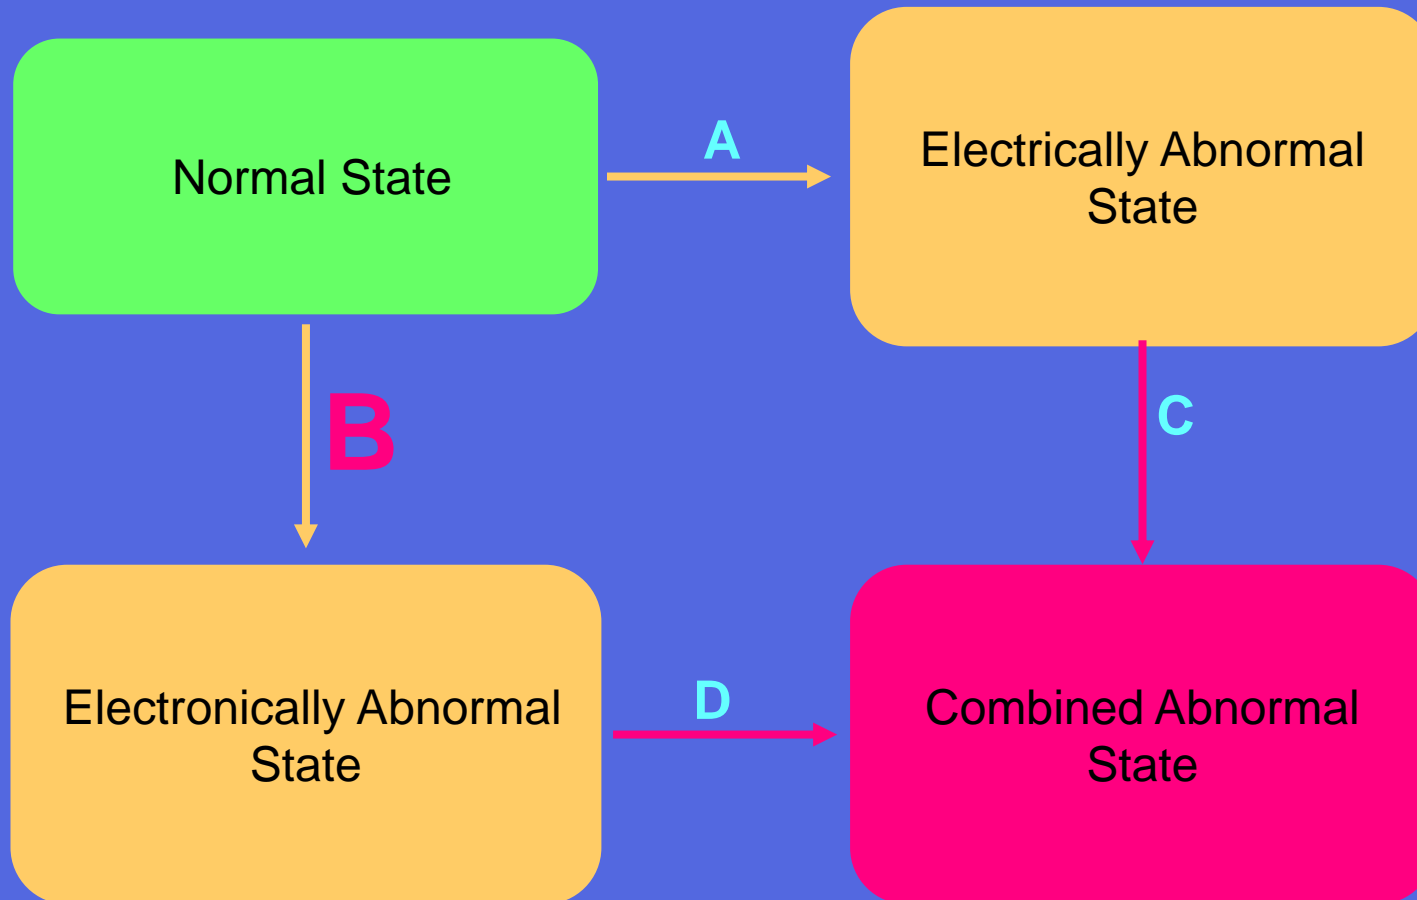 Normal State
A
Electrically Abnormal
State
B
C
Electronically Abnormal
State
D
Combined Abnormal
State